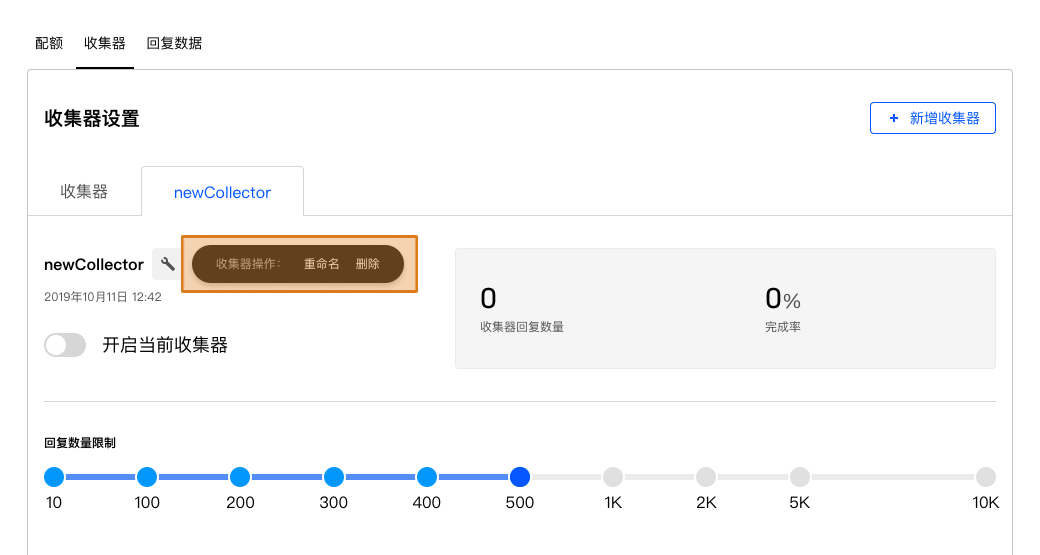 配额 收集器 回复数据
收集器设置
+ 新增收集器
收集器 newCollector
newCollector
收集器操作： 重命名 删除
2019年10月11日 12:42
0
收集器回复数量
0%
完成率
开启当前收集器
回复数量限制
10 100 200 300 400 500 1K 2K 5K 10K